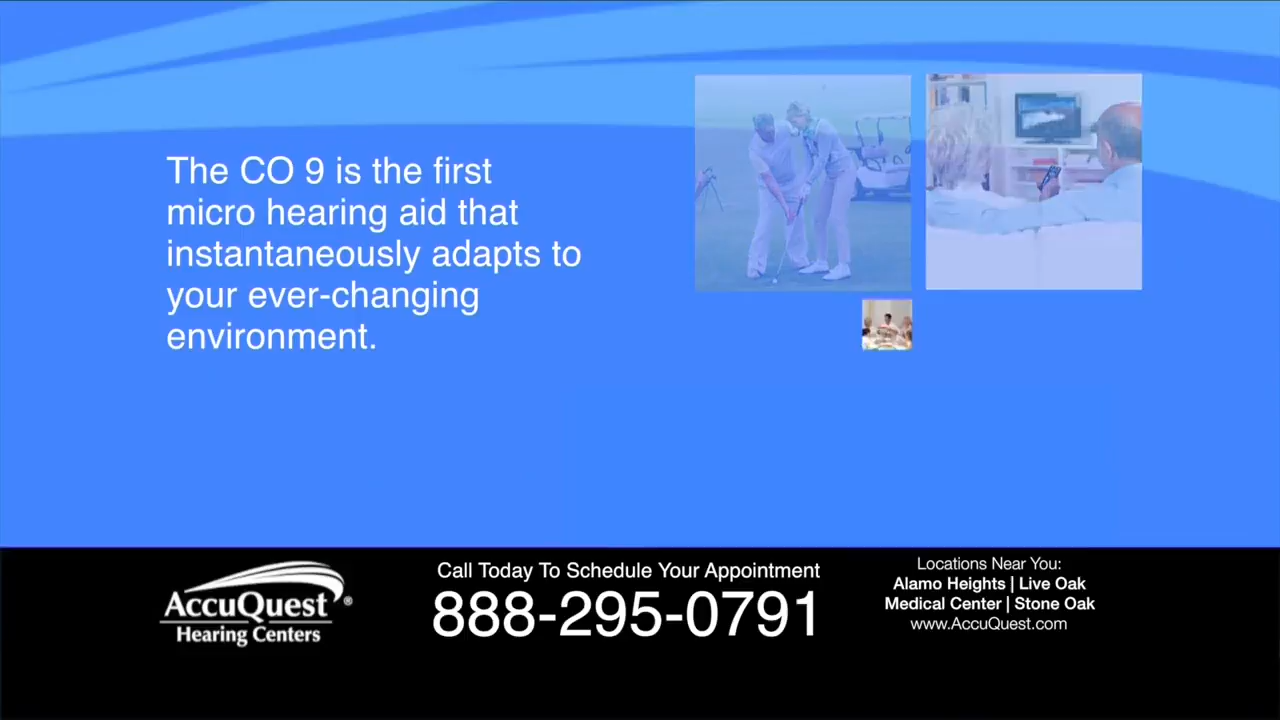 The CO 9 is the first
micro hearing aid that
instantaneously adapts to
your ever-changing
environment.
AccuQuest®
Hearing Centers
Call Today To Schedule Your Appointment
888-295-0791
Locations Near You:
Alamo Heights | Live Oak
Medical Center | Stone Oak
www.AccuQuest.com